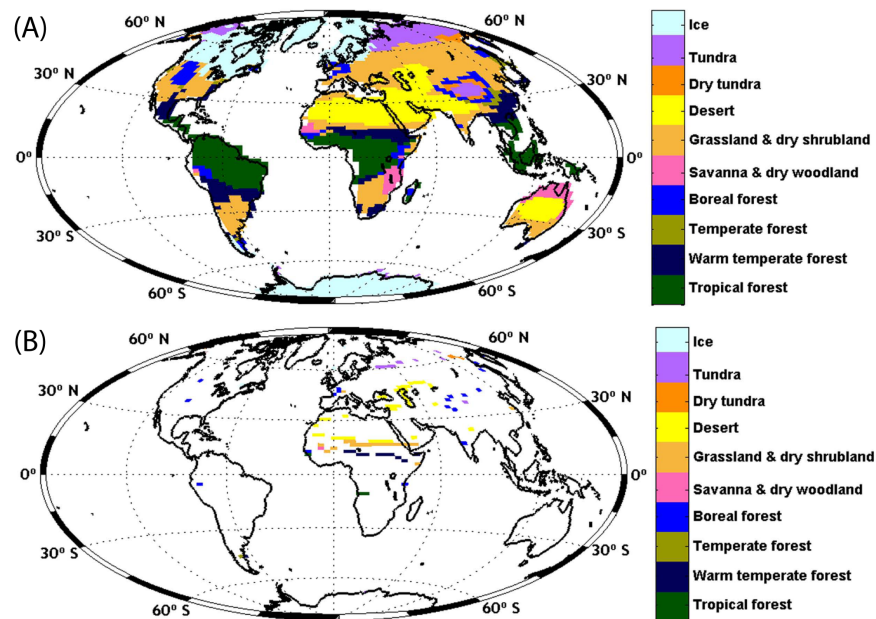 (A)
60° N
60° N
30° N
30° N
0°
0°
30° S
30° S
60° S
60° S
Ice
Tundra
Dry tundra
Desert
Grassland & dry shrubland
Savanna & dry woodland
Boreal forest
Temperate forest
Warm temperate forest
Tropical forest
(B)
60° N
60° N
30° N
30° N
0°
0°
30° S
30° S
60° S
60° S
Ice
Tundra
Dry tundra
Desert
Grassland & dry shrubland
Savanna & dry woodland
Boreal forest
Temperate forest
Warm temperate forest
Tropical forest